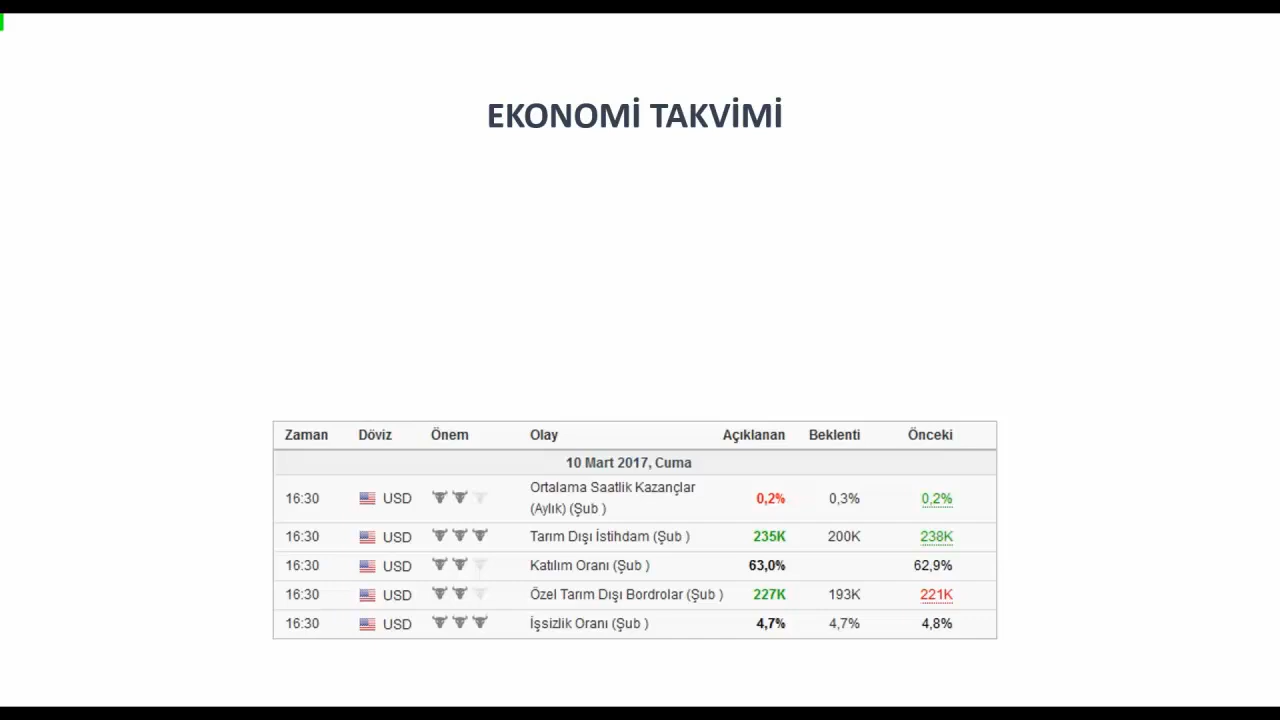 EKONOMİ TAKVİMİ
Zaman Döviz Önem Olay Açıklanan Beklenti Önceki
10 Mart 2017, Cuma
16:30 USD Ortalama Saatlik Kazançlar 0,2% 0,3% 0,2%
(Aylık) (Şub )
16:30 USD Tarım Dışı İstihdam (Şub ) 235K 200K 238K
16:30 USD Katılım Oranı (Şub ) 63,0% 62,9%
16:30 USD Özel Tarım Dışı Bordrolar (Şub ) 227K 193K 221K
16:30 USD İşsizlik Oranı (Şub ) 4,7% 4,7% 4,8%